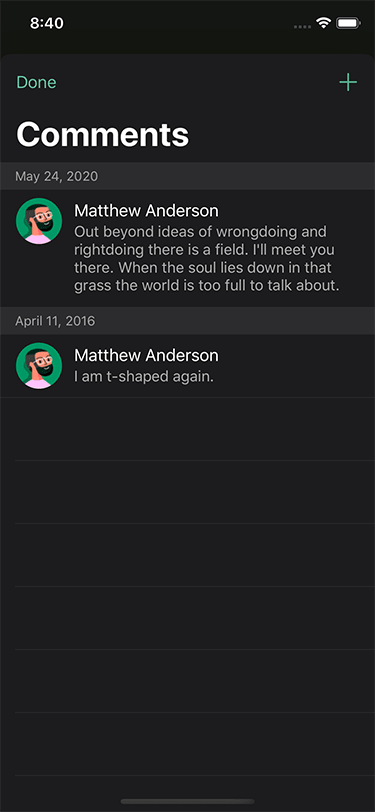 8:40
Done
Comments
May 24, 2020
Matthew Anderson
Out beyond ideas of wrongdoing and
rightdoing there is a field. I'll meet you
there. When the soul lies down in that
grass the world is too full to talk about.
April 11, 2016
Matthew Anderson
I am t-shaped again.